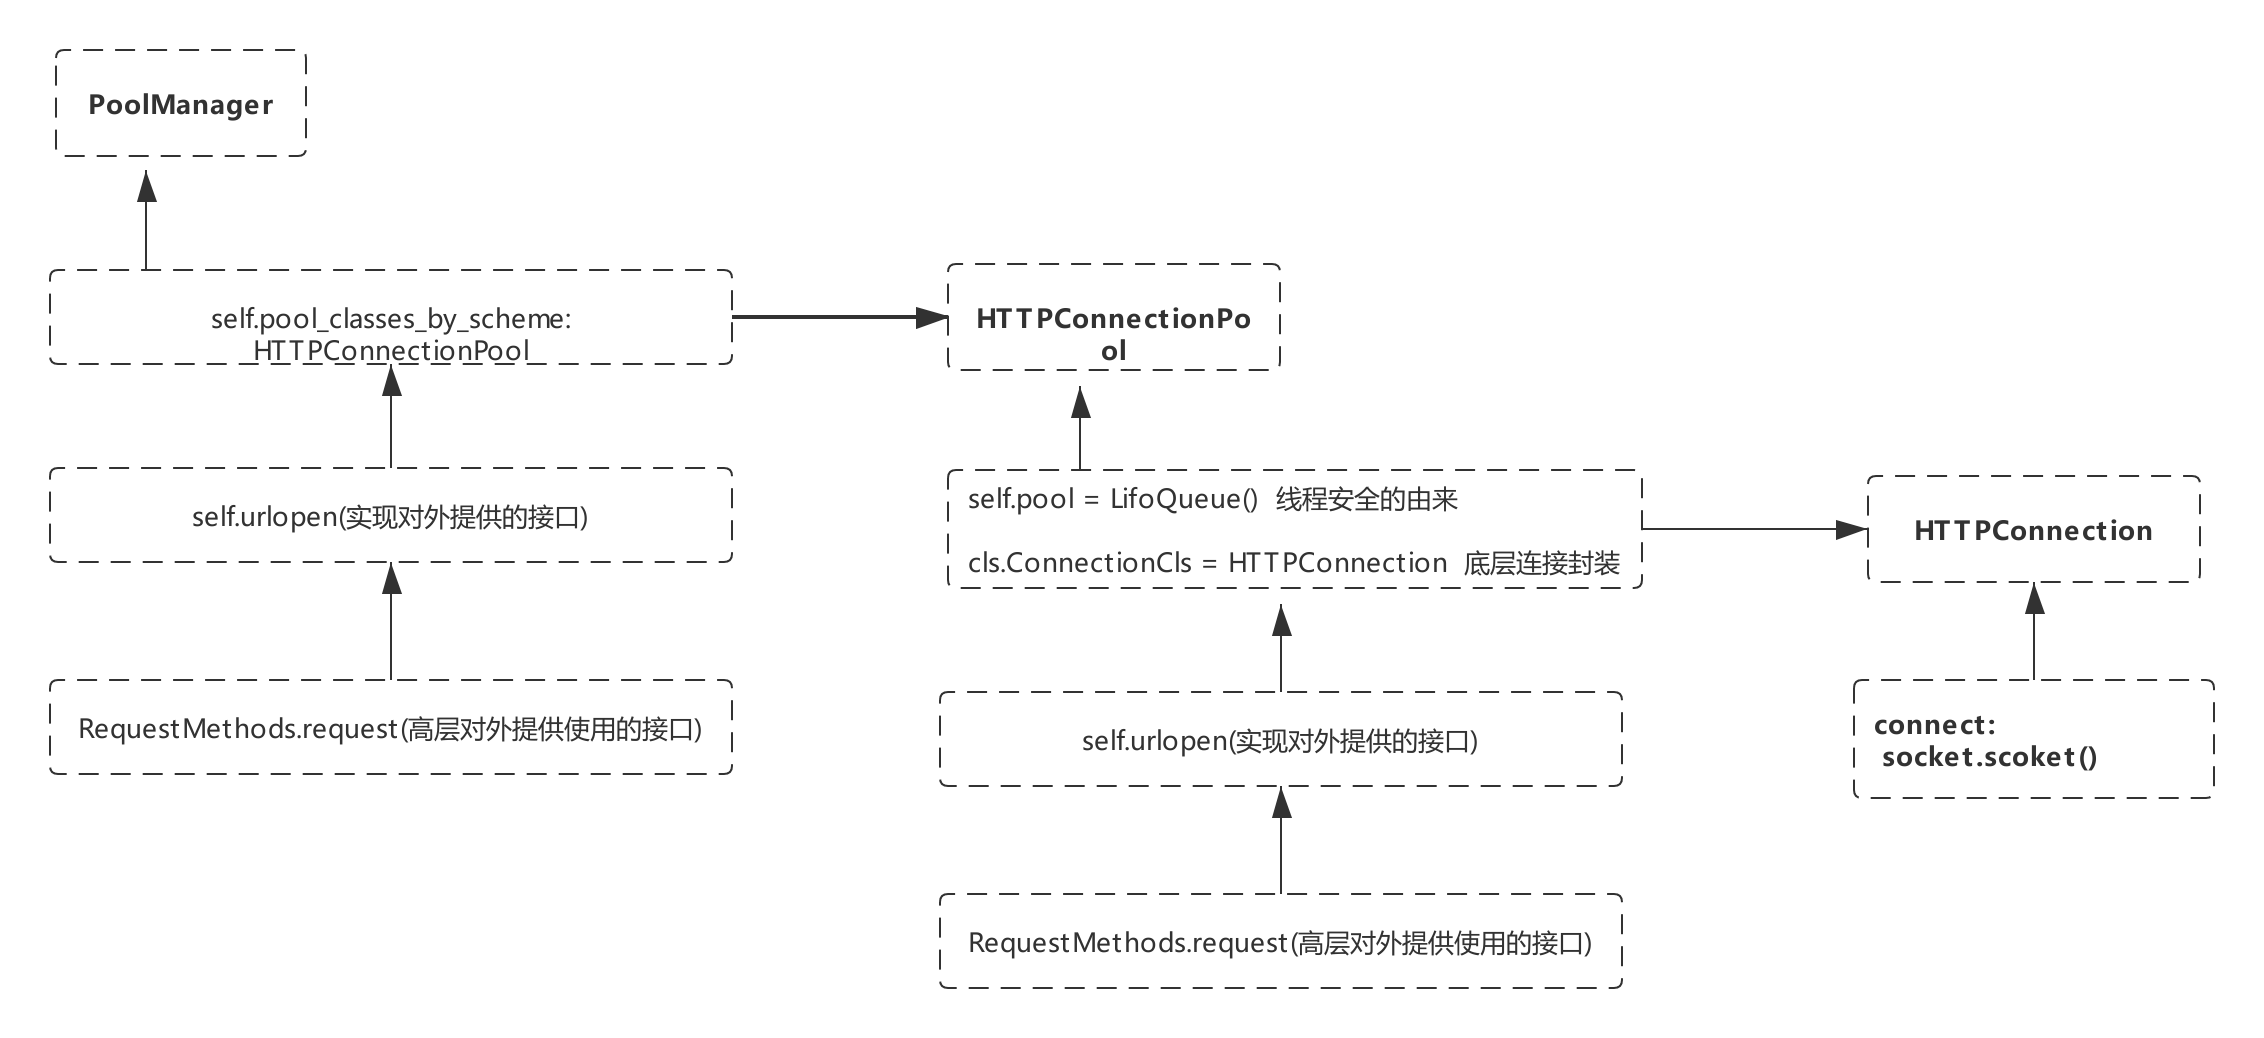 PoolManager
self.pool_classes_by_scheme:
HTTPConnectionPool
self.urlopen(实现对外提供的接口)
RequestMethods.request(高层对外提供使用的接口)
HTTPConnectionPo
ol
self.pool = LifoQueue()  线程安全的由来
cls.ConnectionCls = HTTPConnection  底层连接封装
self.urlopen(实现对外提供的接口)
RequestMethods.request(高层对外提供使用的接口)
HTTPConnection
connect:
socket.scoket()